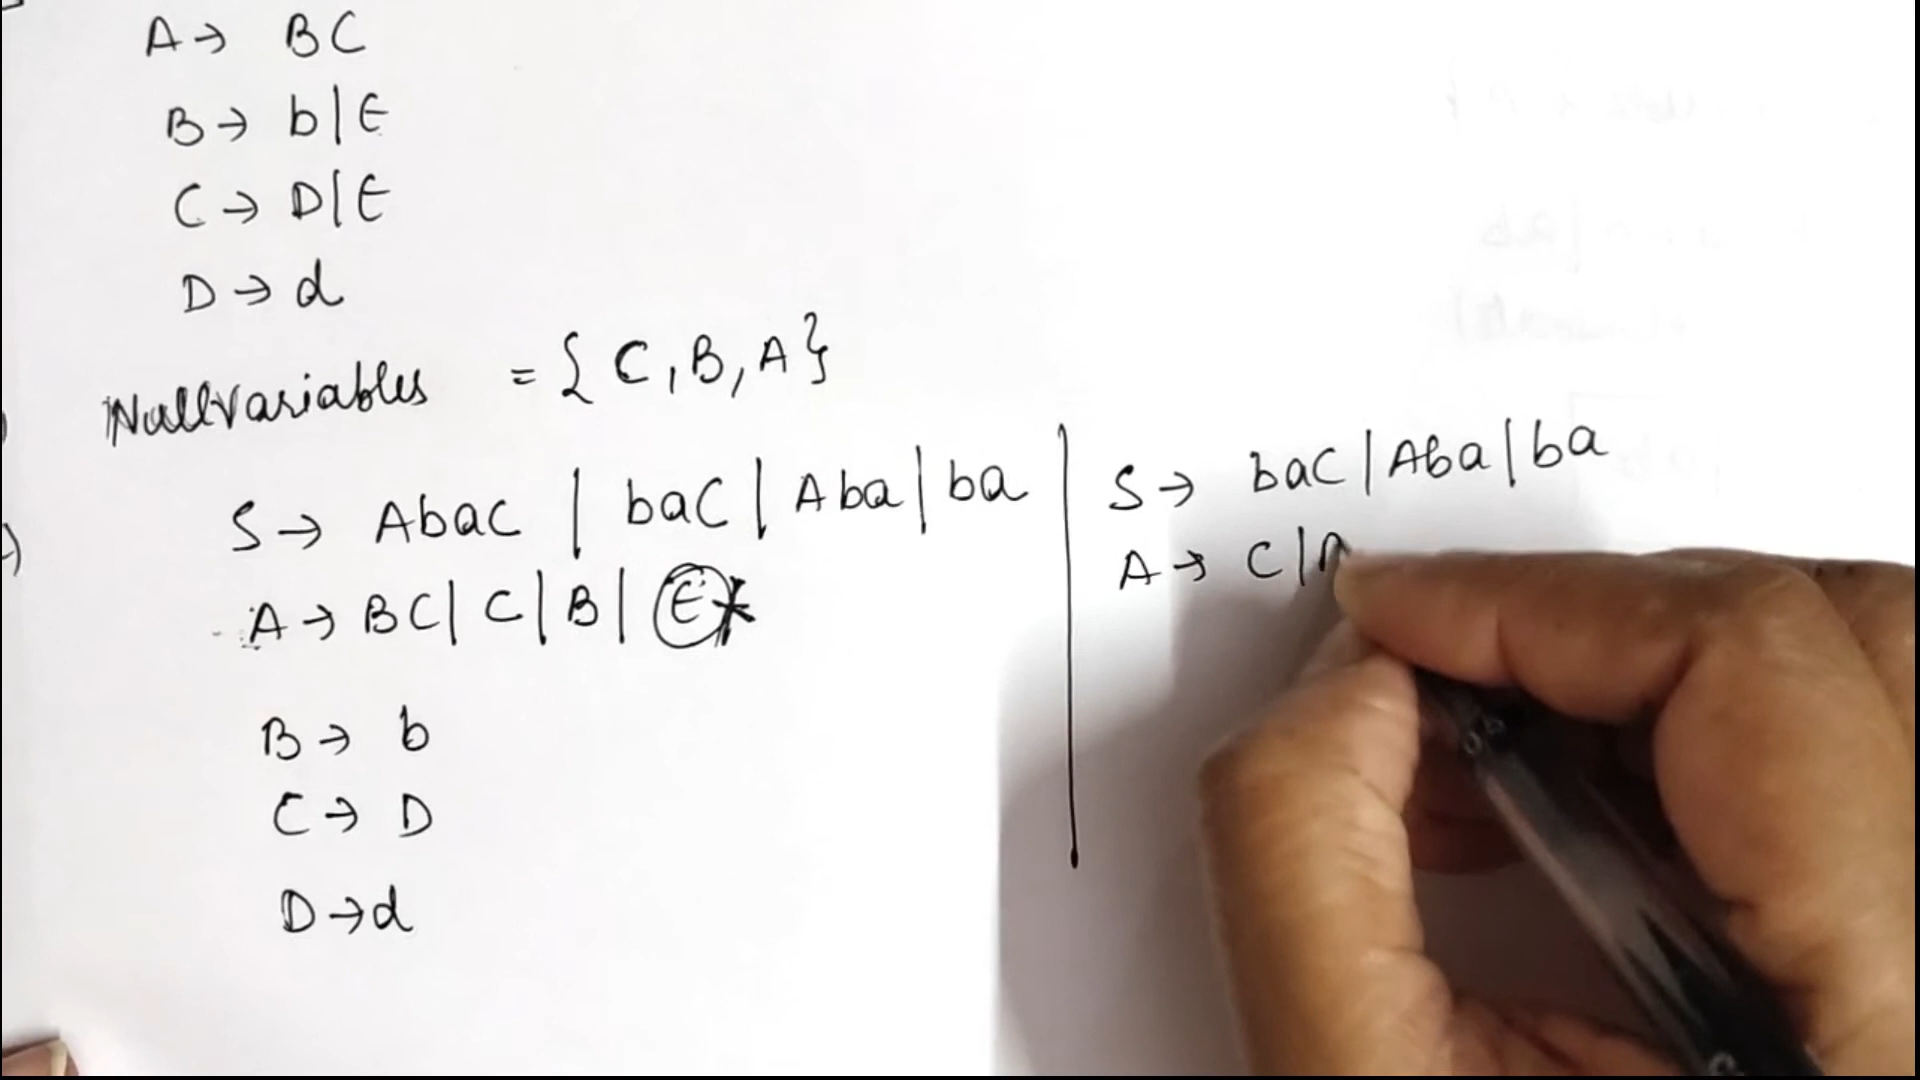 A → BC
B → b|ϵ
C → D|ϵ
D → d
Nullvariables = { C, B, A }
S → AbaC | baC | Aba | ba
A → BC | C | B | ϵ*
B → b
C → D
D → d
S → baC | Aba | ba
A → C |